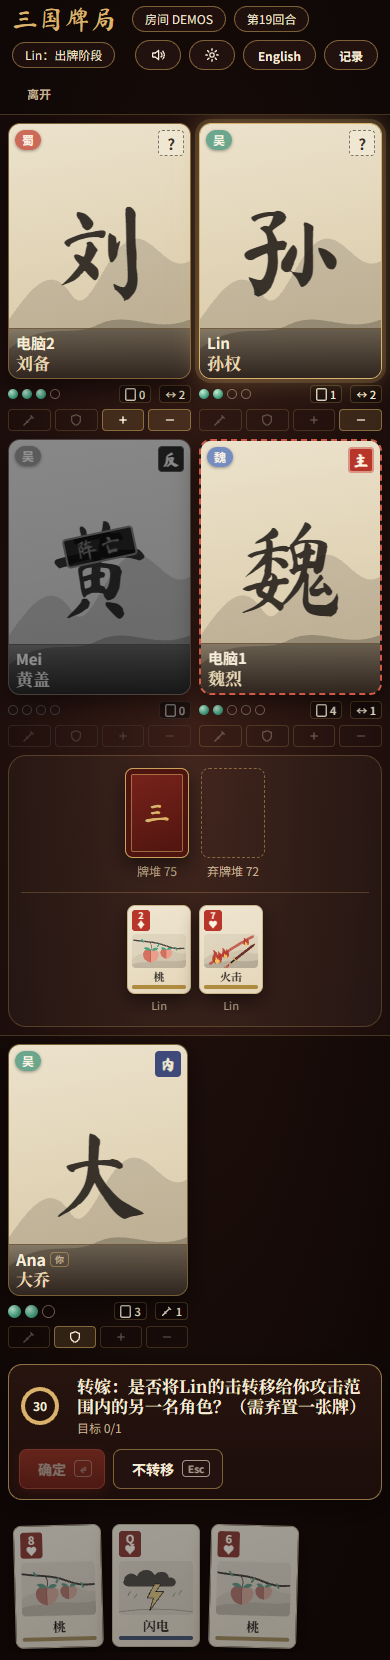 三国牌局
房间 DEMOS
第19回合
Lin：出牌阶段
English
记录
离开
蜀
?
刘
电脑2
刘备
0
↔ 2
+
−
吴
?
孙
Lin
孙权
1
↔ 2
+
−
吴
反
黄
阵亡
Mei
黄盖
0
+
−
魏
主
魏
电脑1
魏烈
4
↔ 1
+
−
三
牌堆 75
弃牌堆 72
2
桃
Lin
7
火击
Lin
吴
内
大
Ana 你
大乔
3
1
+
−
30
转嫁：是否将Lin的击转移给你攻击范
围内的另一名角色？（需弃置一张牌）
目标 0/1
确定
不转移 Esc
8
桃
Q
闪电
6
桃